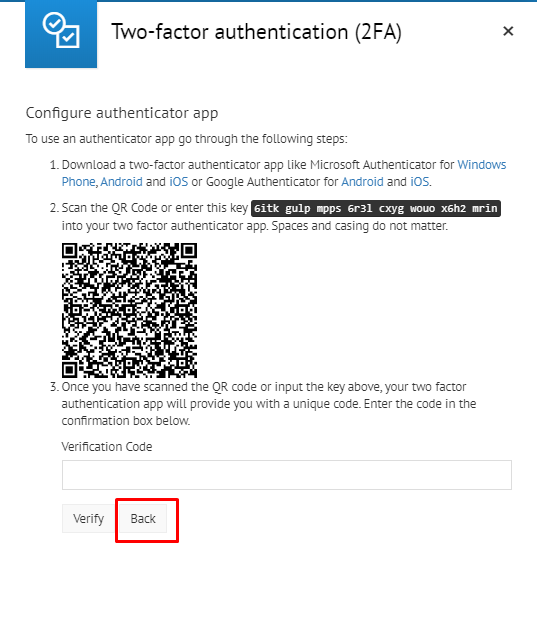 Two-factor authentication (2FA)
×
Configure authenticator app
To use an authenticator app go through the following steps:
1. Download a two-factor authenticator app like Microsoft Authenticator for Windows
Phone, Android and iOS or Google Authenticator for Android and iOS.
2. Scan the QR Code or enter this key 6itk gulp mpps 6r3l cxyg wouo x6h2 mrin
into your two factor authenticator app. Spaces and casing do not matter.
3. Once you have scanned the QR code or input the key above, your two factor
authentication app will provide you with a unique code. Enter the code in the
confirmation box below.
Verification Code
Verify Back